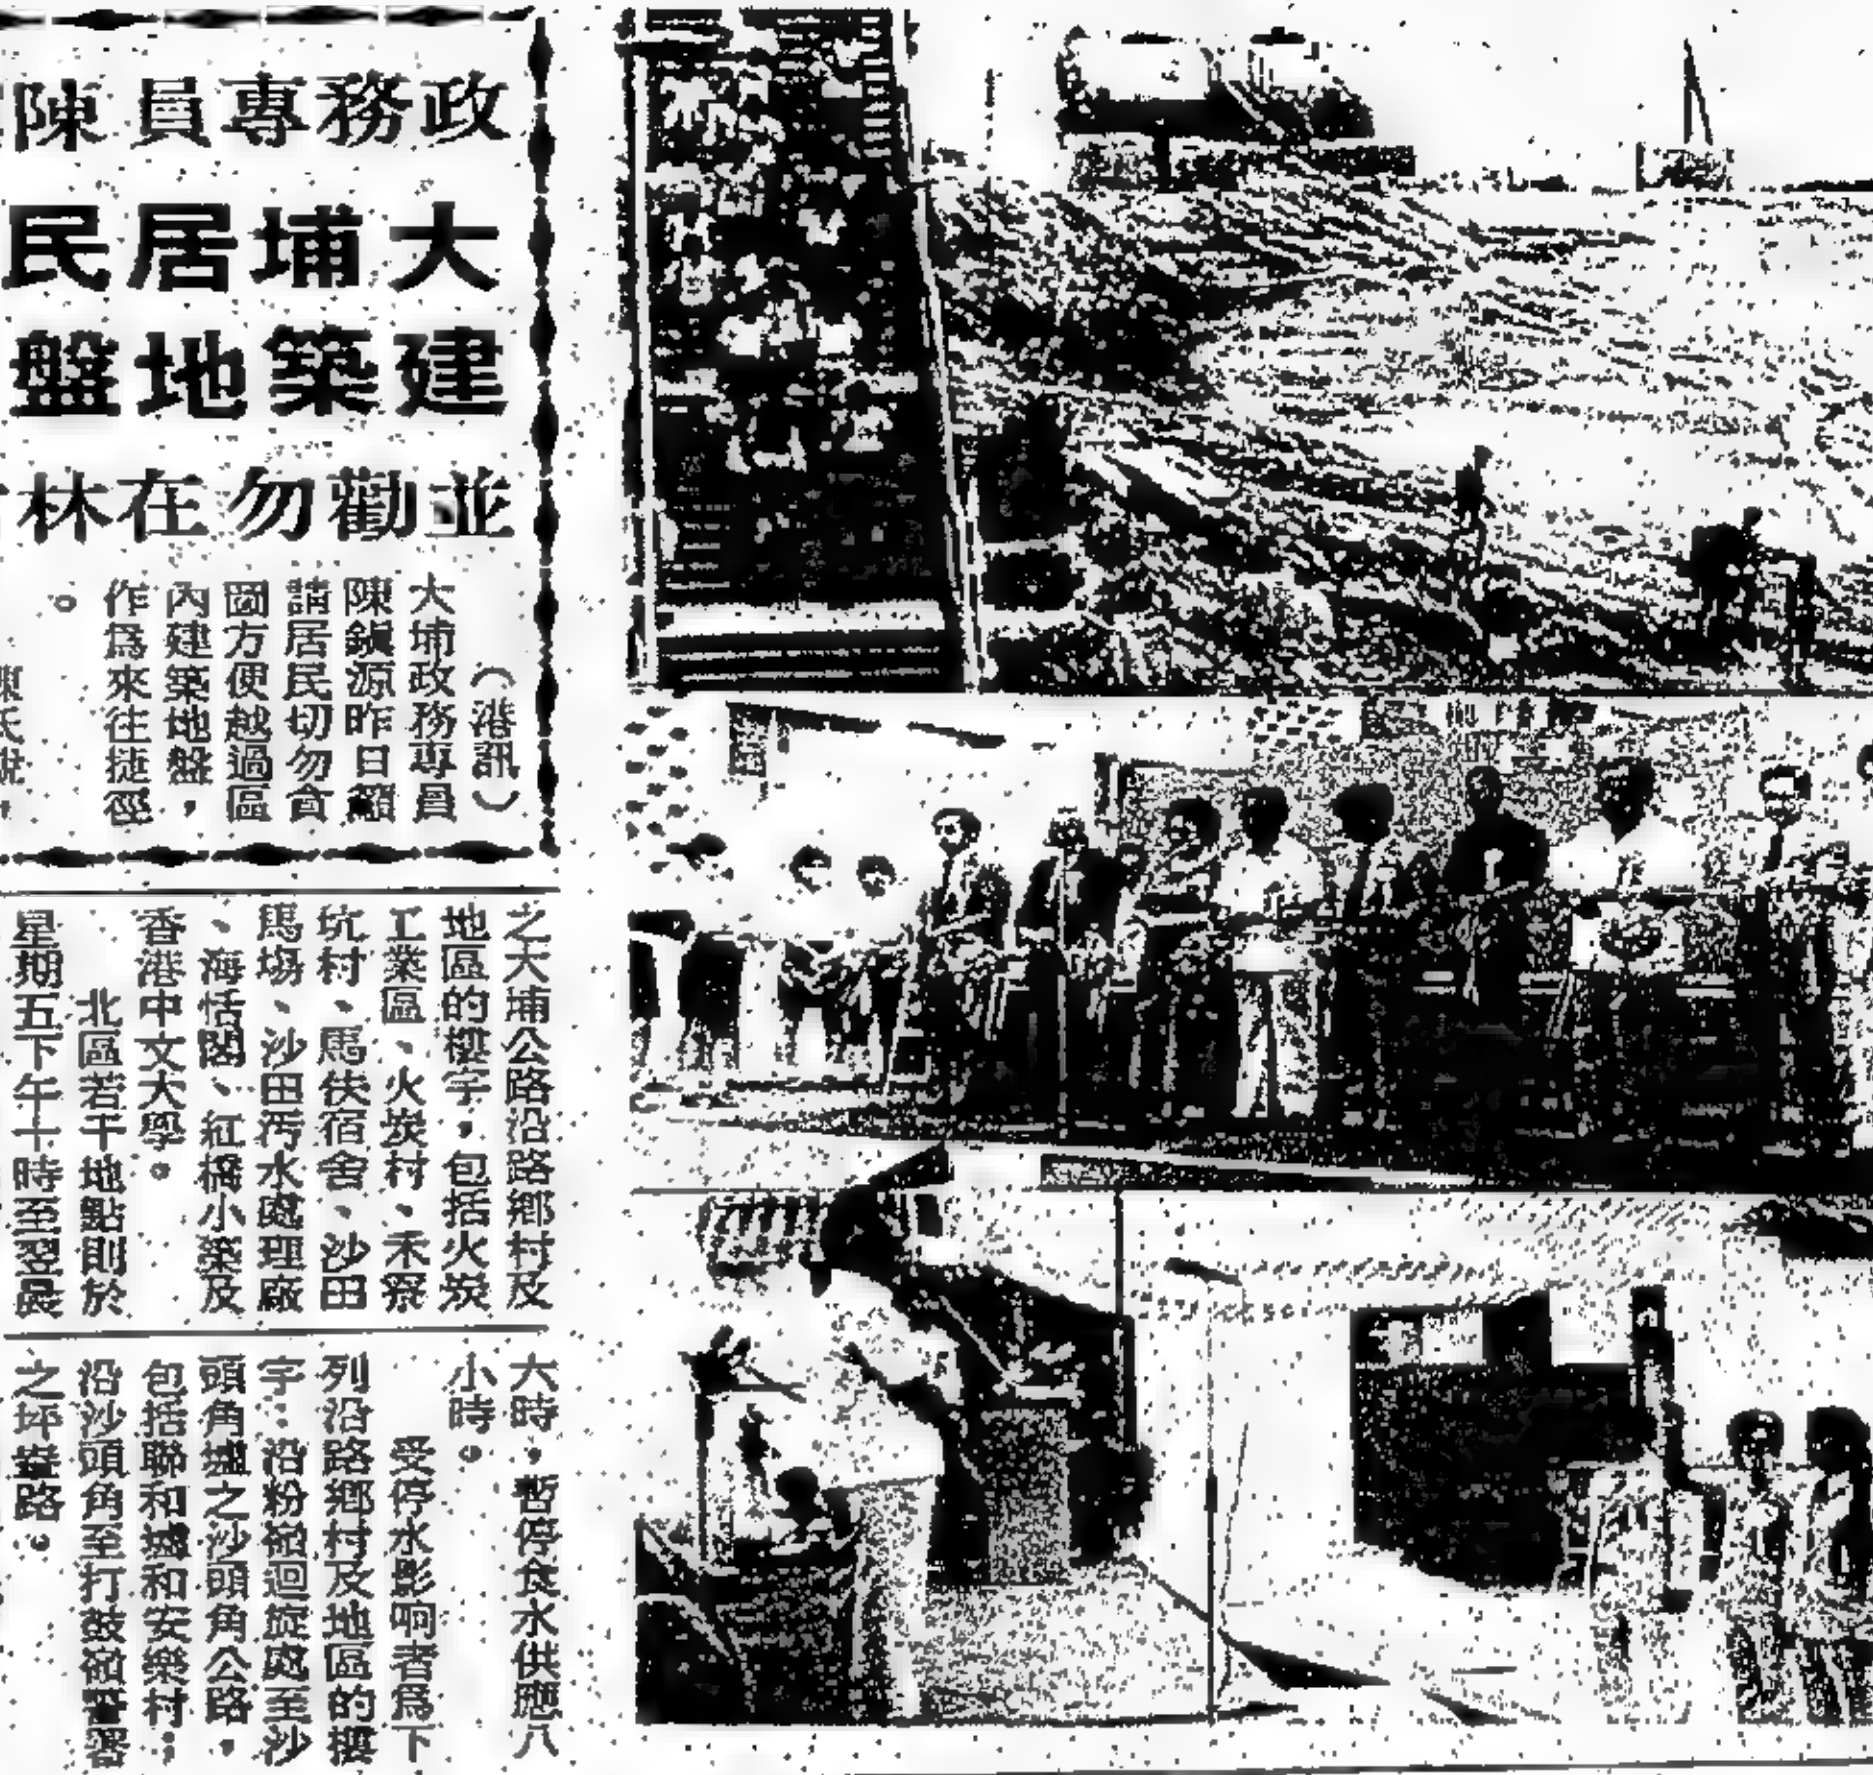 政務專員陳
大埔居民
建築地盤
並勸勿在林
（港訊）
大埔政務專員
陳鎭源昨日籲
請居民切勿貪
圖方便越過區
內建築地盤，
作爲來往捷徑
。
之大埔公路沿路鄉村及
地區的樓宇，包括火炭
工業區、火炭村、禾寮
坑村、馬伕宿舍、沙田
馬塲、沙田汚水處理廠
、海恬閣、紅橋小築及
香港中文大學。
北區若干地點則於
星期五下午十時至翌晨
六時，暫停食水供應八
小時。
受停水影响者爲下
列沿路鄉村及地區的樓
宇：沿粉嶺迴旋處至沙
頭角墟之沙頭角公路，
包括聯和墟和安樂村；
沿沙頭角至打鼓嶺警署
之坪輋路。